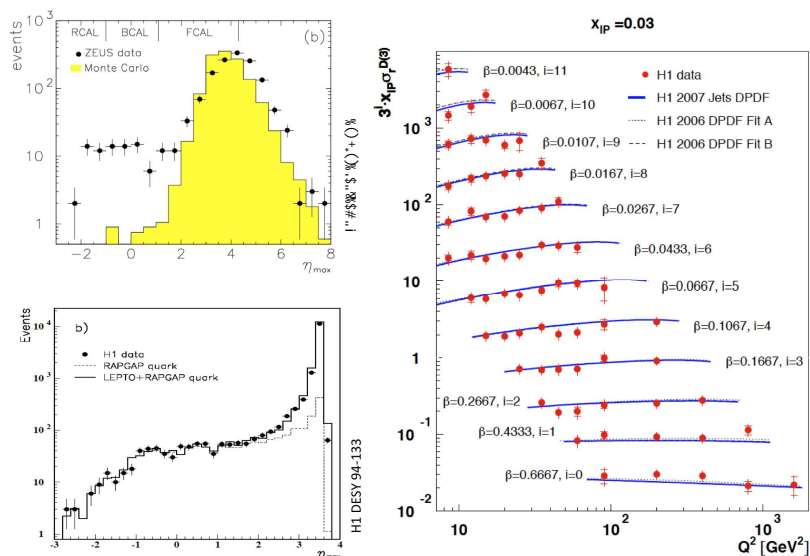 RCAL BCAL FCAL
(b)
events
ZEUS data
Monte Carlo
10³
10²
10
1
-2 0 2 4 6 8
η_max
!"#$%&"$'%()*+()%
b)
Events
H1 data
RAPGAP quark
LEPTO+RAPGAP quark
10⁴
10³
10²
10
1
-3 -2 -1 0 1 2 3 4
η_max
H1 DESY 94-133
x_IP =0.03
3^i·x_IP σ_r^D(3)
H1 data
H1 2007 Jets DPDF
H1 2006 DPDF Fit A
H1 2006 DPDF Fit B
β=0.0043, i=11
β=0.0067, i=10
β=0.0107, i=9
β=0.0167, i=8
β=0.0267, i=7
β=0.0433, i=6
β=0.0667, i=5
β=0.1067, i=4
β=0.1667, i=3
β=0.2667, i=2
β=0.4333, i=1
β=0.6667, i=0
10³
10²
10
1
10⁻¹
10⁻²
10 10² 10³
Q² [GeV²]